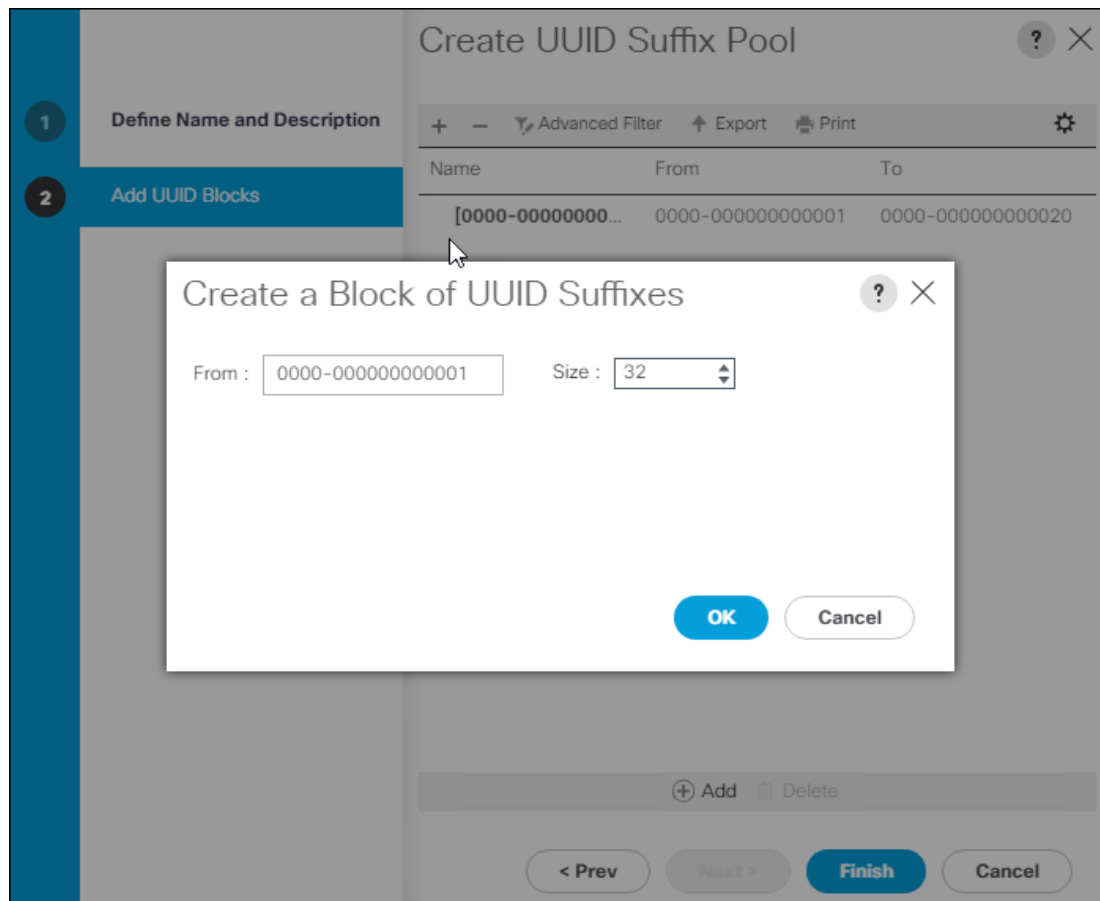 Create UUID Suffix Pool
?
1
Define Name and Description
2
Add UUID Blocks
+ − Advanced Filter Export Print
Name From To
[0000-00000000... 0000-000000000001 0000-000000000020
Create a Block of UUID Suffixes
?
From : 0000-000000000001 Size : 32
OK Cancel
Add Delete
< Prev Next > Finish Cancel